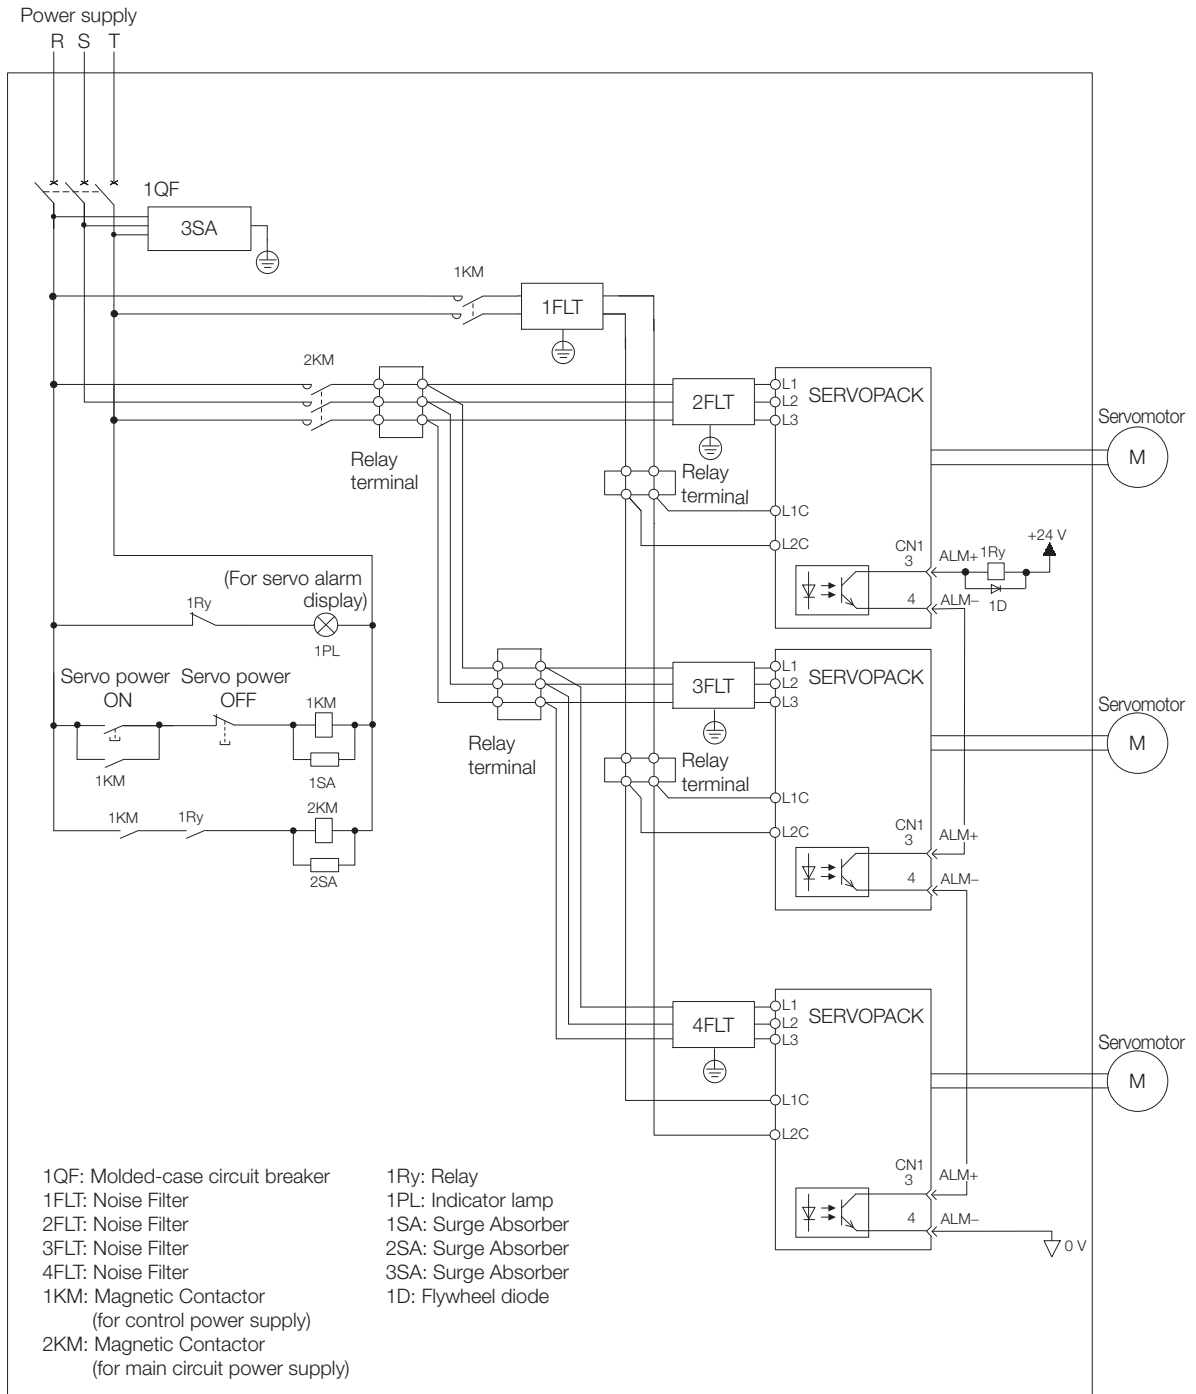 Power supply
R S T
1QF
3SA
1KM
1FLT
2KM
Relay
terminal
2FLT
L1
L2
L3
SERVOPACK
Servomotor
M
Relay
terminal
L1C
L2C
CN1
3
ALM+
1Ry
+24 V
1D
4
ALM–
(For servo alarm
display)
1Ry
1PL
Servo power
ON
Servo power
OFF
1KM
1KM
1SA
1KM
1Ry
2KM
2SA
Relay
terminal
3FLT
L1
L2
L3
SERVOPACK
Servomotor
M
Relay
terminal
L1C
L2C
CN1
3
ALM+
4
ALM–
4FLT
L1
L2
L3
SERVOPACK
Servomotor
M
L1C
L2C
CN1
3
ALM+
4
ALM–
0 V
1QF: Molded-case circuit breaker
1FLT: Noise Filter
2FLT: Noise Filter
3FLT: Noise Filter
4FLT: Noise Filter
1KM: Magnetic Contactor
(for control power supply)
2KM: Magnetic Contactor
(for main circuit power supply)
1Ry: Relay
1PL: Indicator lamp
1SA: Surge Absorber
2SA: Surge Absorber
3SA: Surge Absorber
1D: Flywheel diode